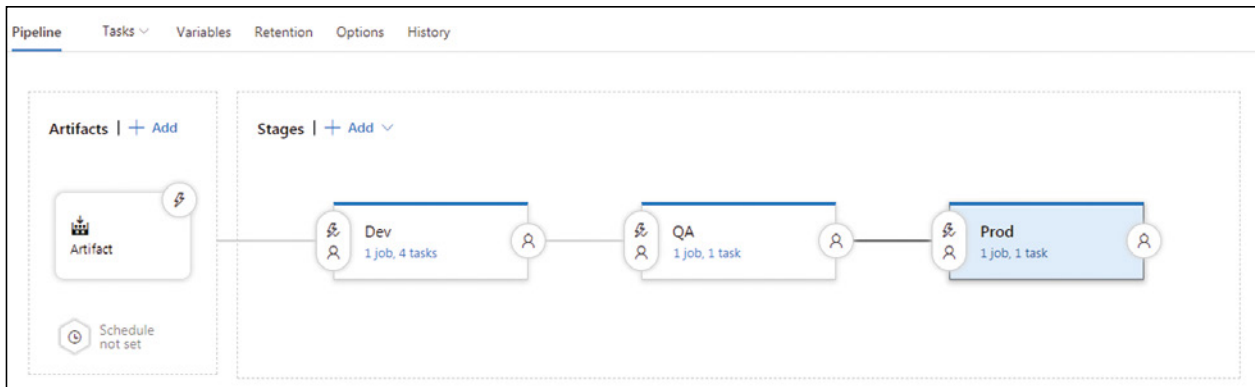 Pipeline Tasks Variables Retention Options History
Artifacts | + Add
Stages | + Add
Artifact
Dev
1 job, 4 tasks
QA
1 job, 1 task
Prod
1 job, 1 task
Schedule
not set